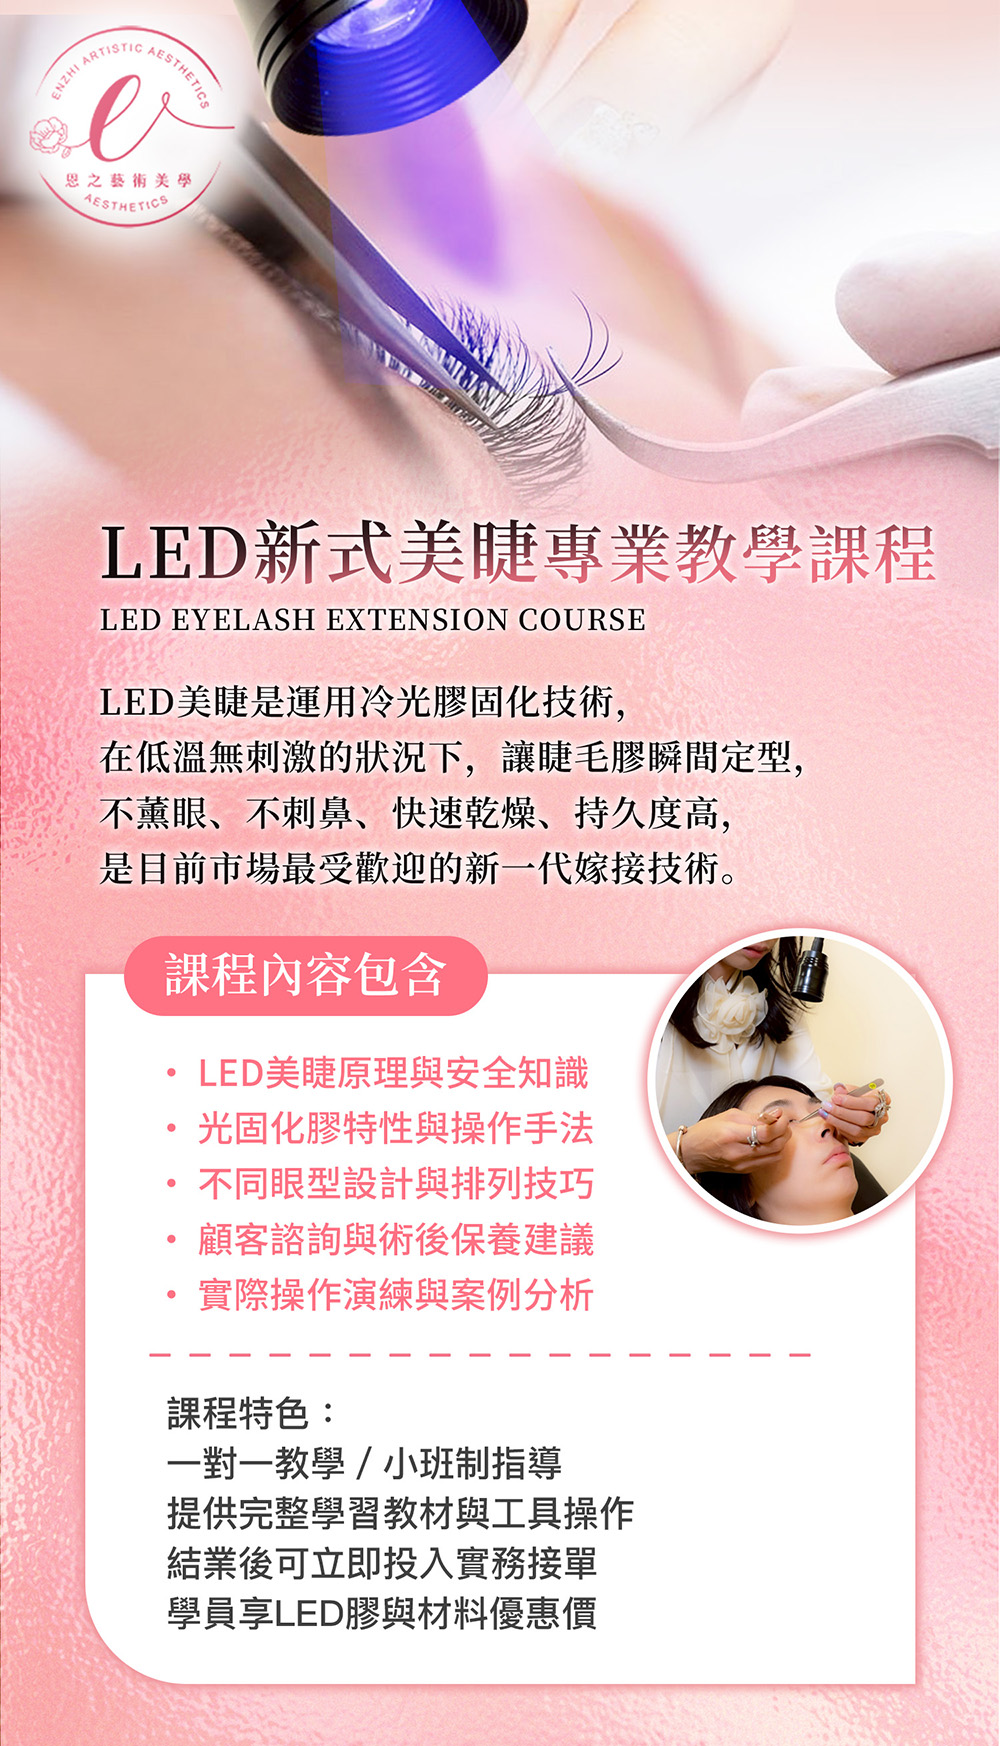 ENZHI ARTISTIC AESTHETICS
恩之藝術美學
AESTHETICS
LED新式美睫專業教學課程
LED EYELASH EXTENSION COURSE
LED美睫是運用冷光膠固化技術,
在低溫無刺激的狀況下，讓睫毛膠瞬間定型,
不薰眼、不刺鼻、快速乾燥、持久度高,
是目前市場最受歡迎的新一代嫁接技術。
課程內容包含
• LED美睫原理與安全知識
• 光固化膠特性與操作手法
• 不同眼型設計與排列技巧
• 顧客諮詢與術後保養建議
• 實際操作演練與案例分析
課程特色：
一對一教學 / 小班制指導
提供完整學習教材與工具操作
結業後可立即投入實務接單
學員享LED膠與材料優惠價